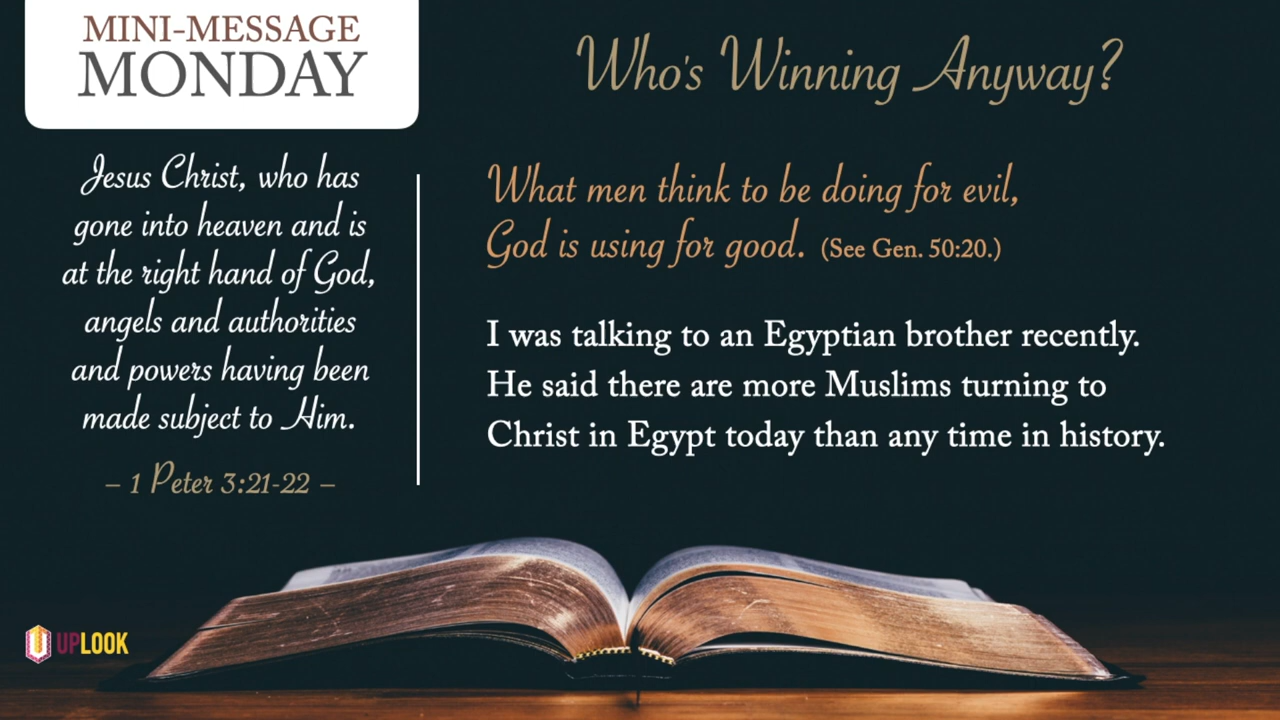 MINI-MESSAGE
MONDAY
Jesus Christ, who has
gone into heaven and is
at the right hand of God,
angels and authorities
and powers having been
made subject to Him.
– 1 Peter 3:21-22 –
Who's Winning Anyway?
What men think to be doing for evil,
God is using for good. (See Gen. 50:20.)
I was talking to an Egyptian brother recently.
He said there are more Muslims turning to
Christ in Egypt today than any time in history.
UPLOOK